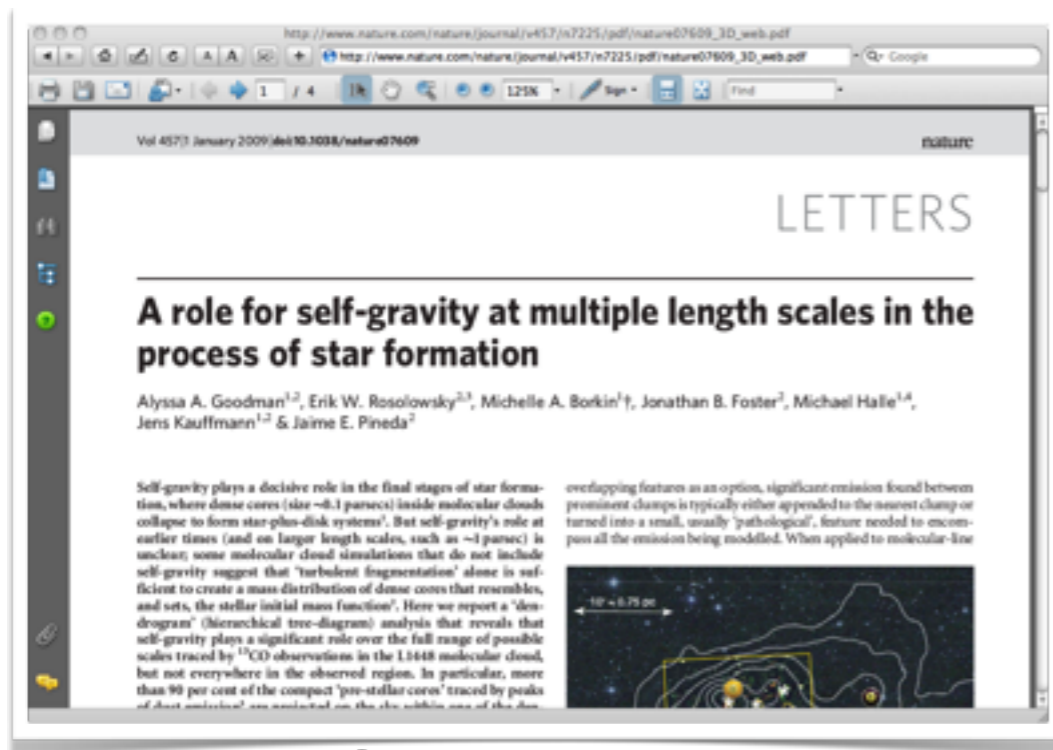 http://www.nature.com/nature/journal/v457/n7225/pdf/nature07609_3D_web.pdf
A A + http://www.nature.com/nature/journal/v457/n7225/pdf/nature07609_3D_web.pdf Google
1 / 4 125% Sign Find
Vol 457|1 January 2009|doi:10.1038/nature07609 nature
LETTERS
A role for self-gravity at multiple length scales in the
process of star formation
Alyssa A. Goodman1,2, Erik W. Rosolowsky2,3, Michelle A. Borkin1†, Jonathan B. Foster2, Michael Halle1,4,
Jens Kauffmann1,2 & Jaime E. Pineda2
Self-gravity plays a decisive role in the final stages of star forma-
tion, where dense cores (size ~0.1 parsecs) inside molecular clouds
collapse to form star-plus-disk systems1. But self-gravity's role at
earlier times (and on larger length scales, such as ~1 parsec) is
unclear; some molecular cloud simulations that do not include
self-gravity suggest that 'turbulent fragmentation' alone is suf-
ficient to create a mass distribution of dense cores that resembles,
and sets, the stellar initial mass function2. Here we report a 'den-
drogram' (hierarchical tree-diagram) analysis that reveals that
self-gravity plays a significant role over the full range of possible
scales traced by 13CO observations in the L1448 molecular cloud,
but not everywhere in the observed region. In particular, more
than 90 per cent of the compact 'pre-stellar cores' traced by peaks
of dust emission3 are projected on the sky within one of the den-
overlapping features as an option, significant emission found between
prominent clumps is typically either appended to the nearest clump or
turned into a small, usually 'pathological', feature needed to encom-
pass all the emission being modelled. When applied to molecular-line
10' = 0.75 pc